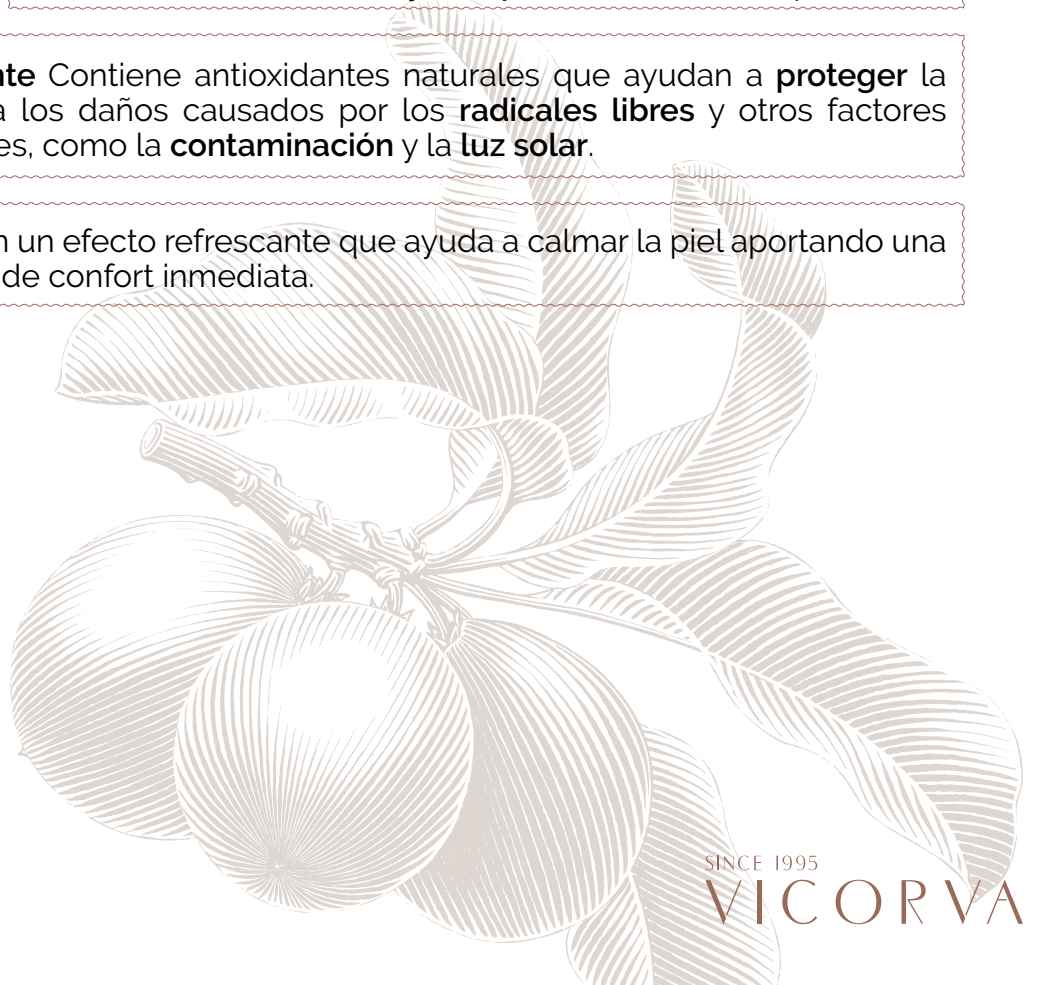 nte Contiene antioxidantes naturales que ayudan a proteger la
a los daños causados por los radicales libres y otros factores
es, como la contaminación y la luz solar.
n un efecto refrescante que ayuda a calmar la piel aportando una
de confort inmediata.
SINCE 1995
VICORVA